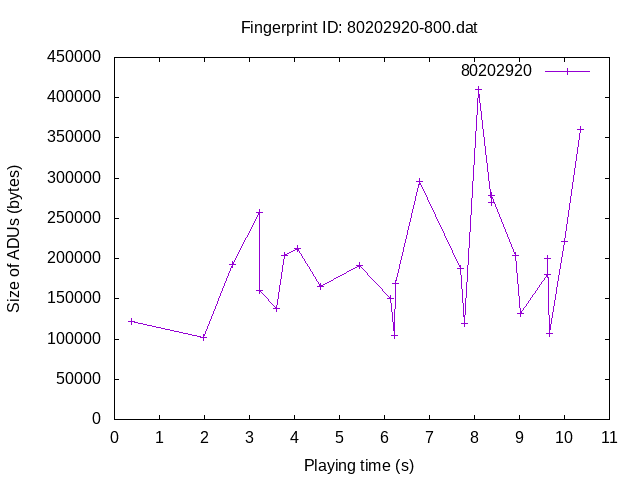 Fingerprint ID: 80202920-800.dat
450000
400000
350000
300000
250000
200000
150000
100000
50000
0
Size of ADUs (bytes)
80202920
0 1 2 3 4 5 6 7 8 9 10 11
Playing time (s)